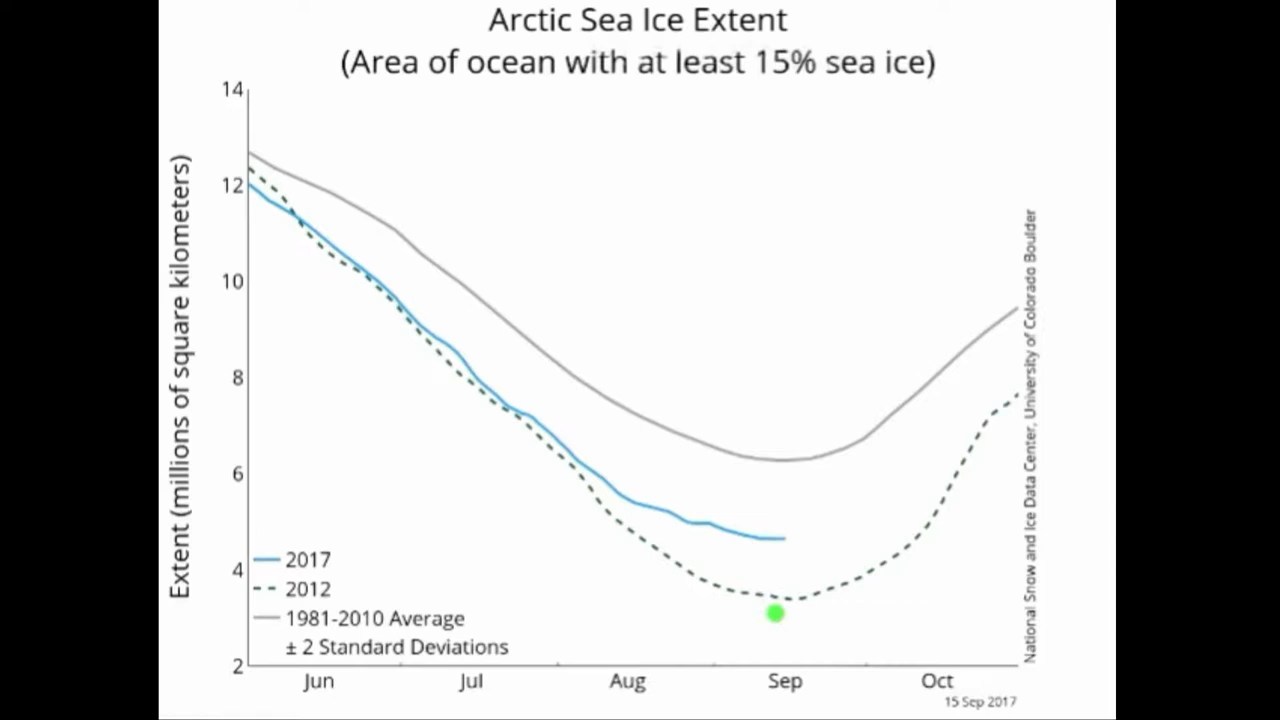 Arctic Sea Ice Extent
(Area of ocean with at least 15% sea ice)
Extent (millions of square kilometers)
14
12
10
8
6
4
2
2017
2012
1981-2010 Average
± 2 Standard Deviations
Jun Jul Aug Sep Oct
15 Sep 2017
National Snow and Ice Data Center, University of Colorado Boulder